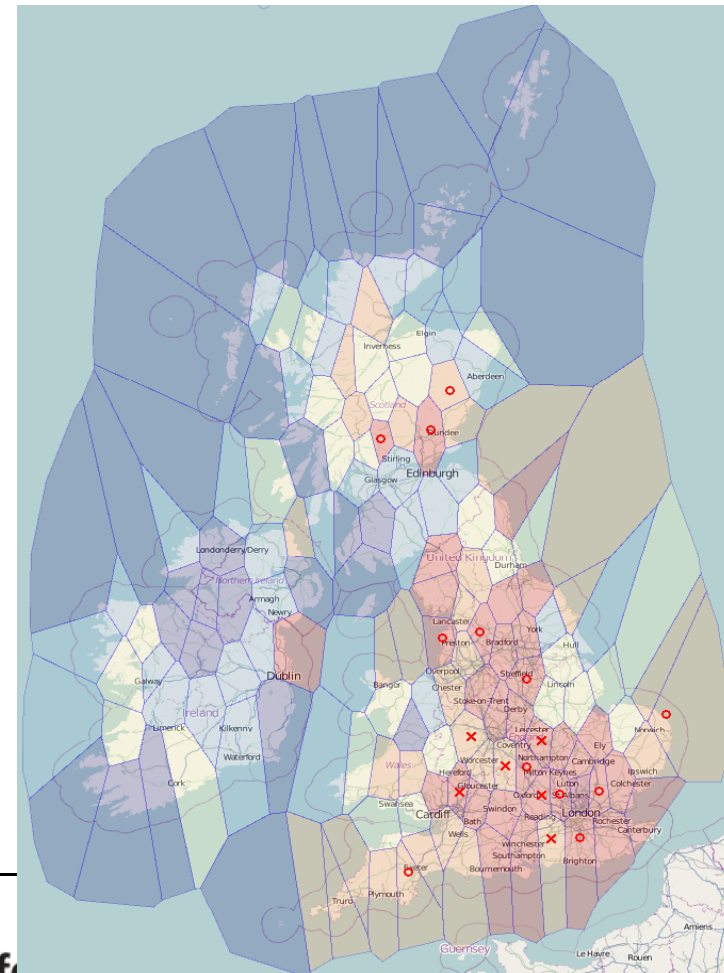 Elgin
Inverness
Aberdeen
Scotland
Dundee
Stirling
Edinburgh
Glasgow
Londonderry/Derry
United Kingdom
Durham
Northern Ireland
Armagh
Newry
Lancaster
York
Preston
Bradford
Hull
Dublin
Liverpool
Sheffield
Galway
Bangor
Chester
Lincoln
Stoke-on-Trent
Derby
Ireland
Limerick
Kilkenny
Leicester
Norwich
England
Coventry
Ely
Waterford
Worcester
Northampton
Cambridge
Wales
Hereford
Milton Keynes
Ipswich
Cork
Gloucester
Luton
Colchester
Oxford
St Albans
Swansea
Swindon
Cardiff
London
Bath
Reading
Rochester
Canterbury
Wells
Winchester
Southampton
Brighton
Exeter
Bournemouth
Plymouth
Truro
Amiens
Guernsey
Le Havre
Rouen